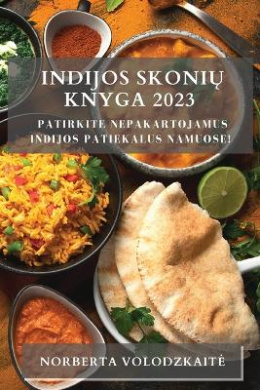 INDIJOS SKONIŲ
KNYGA 2023
PATIRKITE NEPAKARTOJAMUS
INDIJOS PATIEKALUS NAMUOSE!
NORBERTA VOLODZKAITĖ